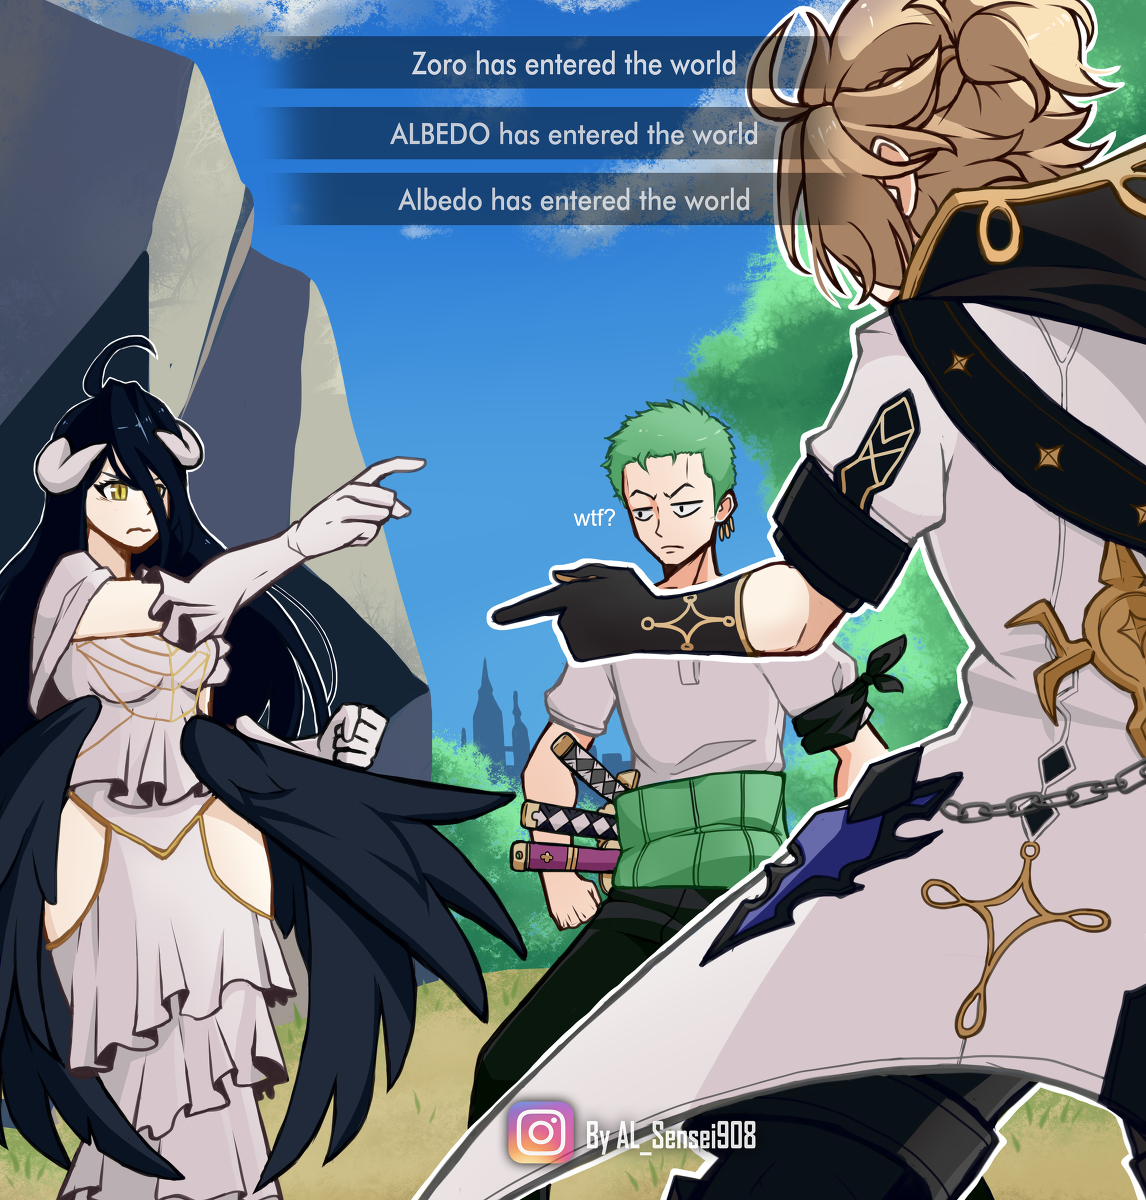 Zoro has entered the world
ALBEDO has entered the world
Albedo has entered the world
wtf?
By AL_Sensei908